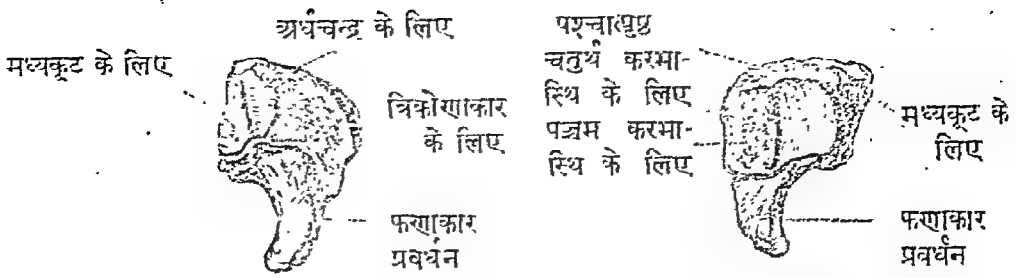 अर्धचन्द्र के लिए
मध्यकूट के लिए
त्रिकोणाकार
के लिए
फणाकार
प्रवर्धन
पश्चात्पृष्ठ
चतुर्थ करभा-
स्थि के लिए
पञ्चम करभा-
स्थि के लिए
मध्यकूट के
लिए
फणाकार
प्रवर्धन